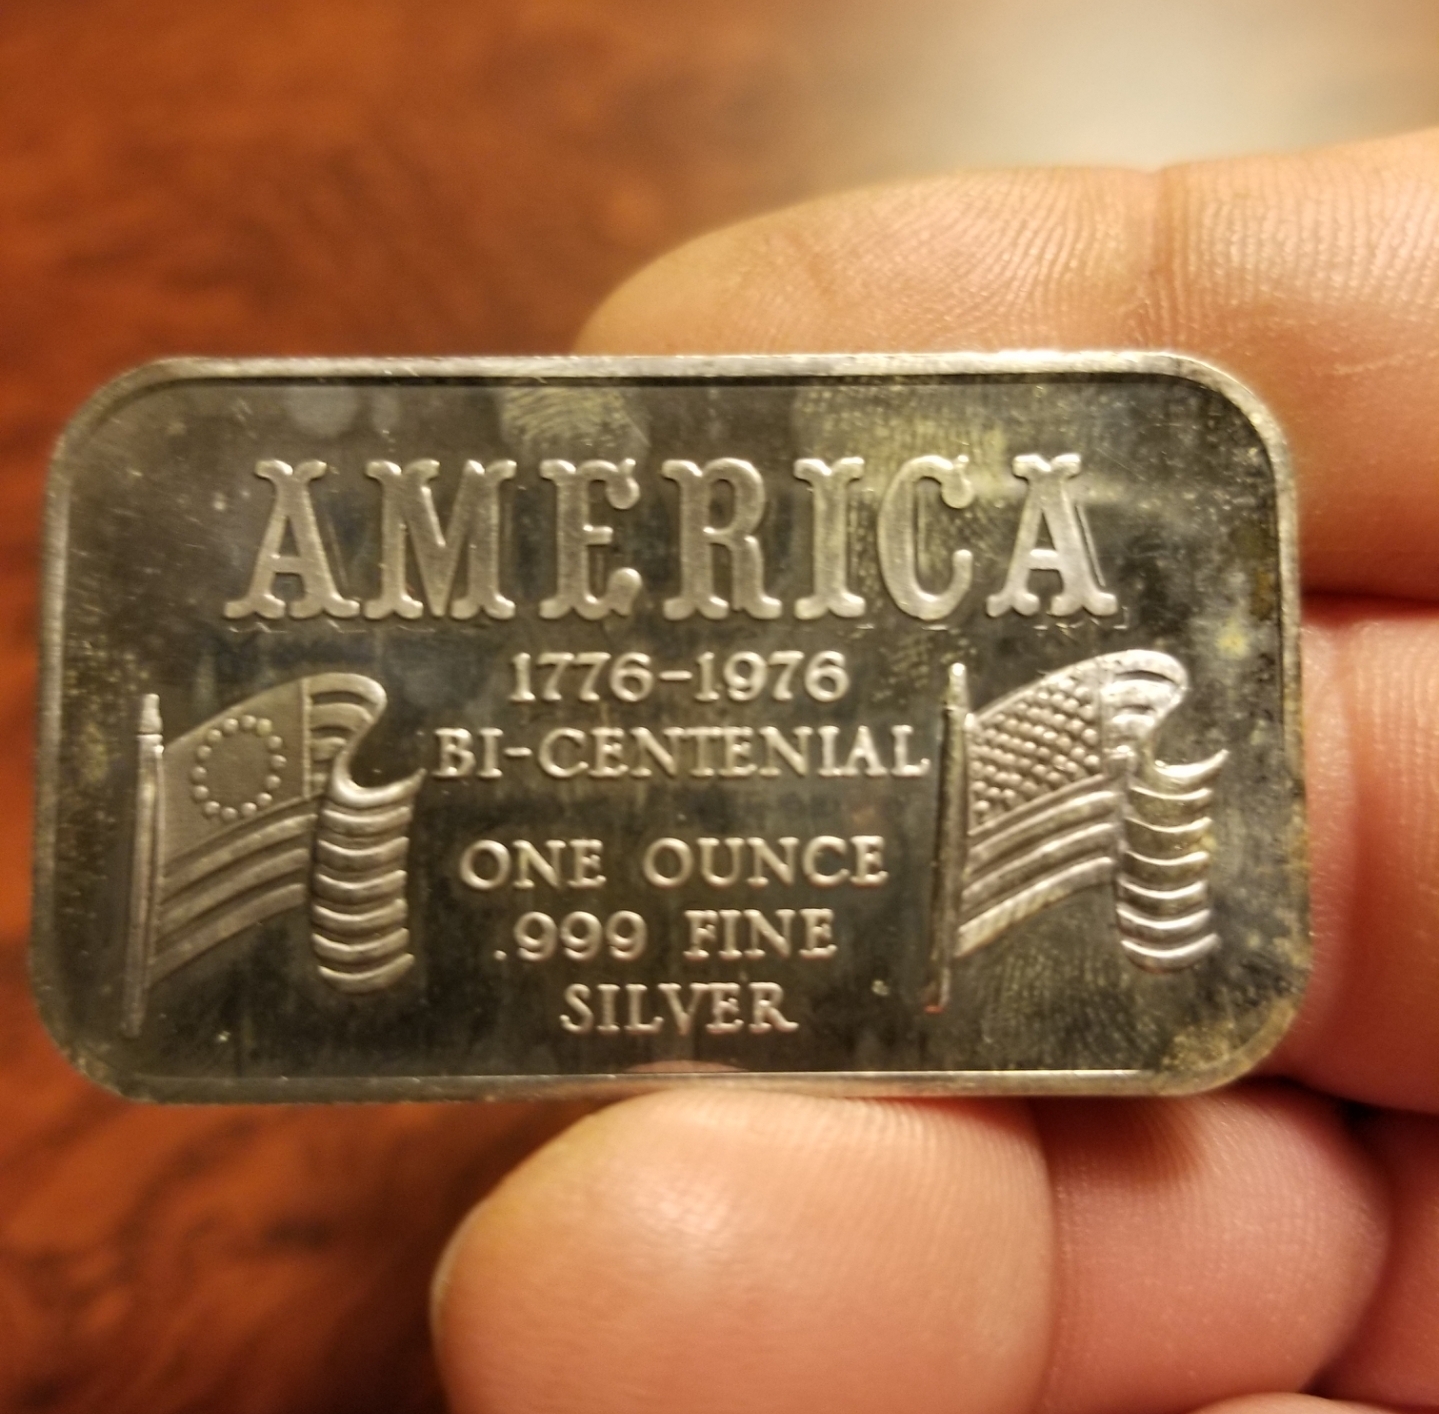 AMERICA
1776-1976
BI-CENTENIAL
ONE OUNCE
.999 FINE
SILVER